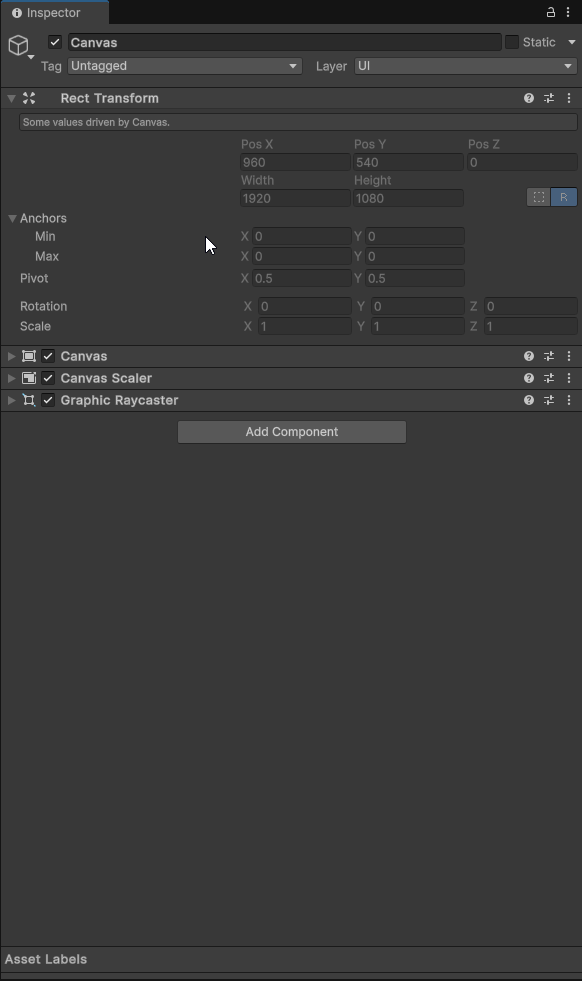 Inspector
Canvas Static
Tag Untagged Layer UI
Rect Transform
Some values driven by Canvas.
Pos X Pos Y Pos Z
960 540 0
Width Height
1920 1080 R
Anchors
Min X 0 Y 0
Max X 0 Y 0
Pivot X 0.5 Y 0.5
Rotation X 0 Y 0 Z 0
Scale X 1 Y 1 Z 1
Canvas
Canvas Scaler
Graphic Raycaster
Add Component
Asset Labels